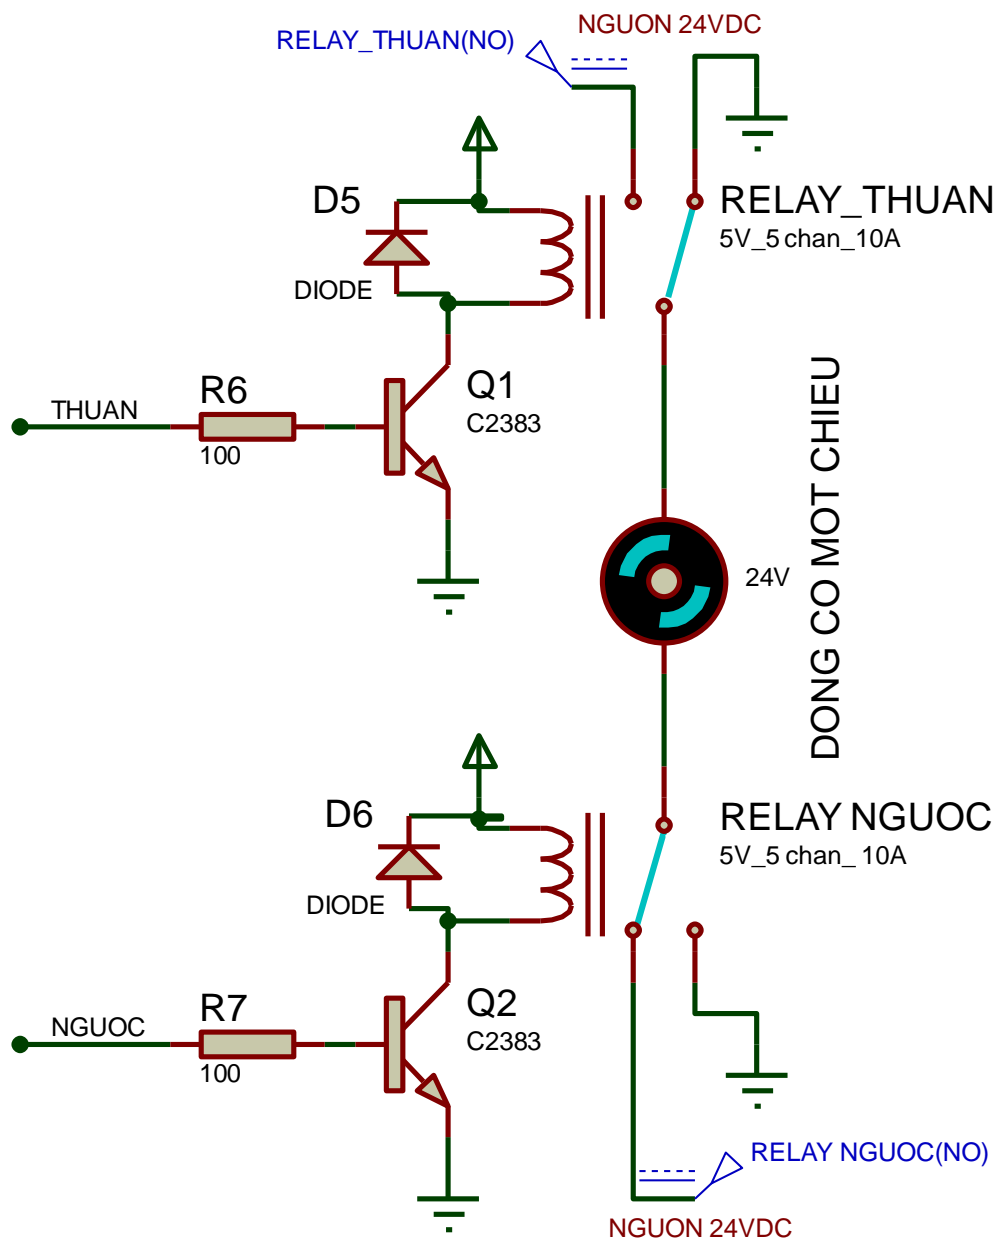 NGUON 24VDC
RELAY_THUAN(NO)
D5
RELAY_THUAN
5V_5 chan_10A
DIODE
R6
Q1
THUAN
C2383
100
DONG CO MOT CHIEU
24V
D6
RELAY NGUOC
5V_5 chan_ 10A
DIODE
R7
Q2
NGUOC
C2383
100
RELAY NGUOC(NO)
NGUON 24VDC